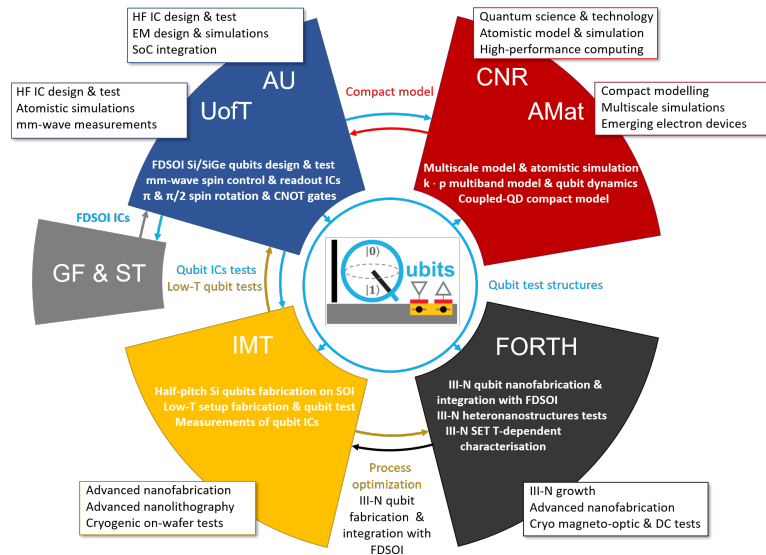 HF IC design & test
EM design & simulations
SoC integration
AU
UofT
HF IC design & test
Atomistic simulations
mm-wave measurements
FDSOI Si/SiGe qubits design & test
mm-wave spin control & readout ICs
π & π/2 spin rotation & CNOT gates
Compact model
Quantum science & technology
Atomistic model & simulation
High-performance computing
CNR
AMat
Compact modelling
Multiscale simulations
Emerging electron devices
Multiscale model & atomistic simulation
k · p multiband model & qubit dynamics
Coupled-QD compact model
FDSOI ICs
GF & ST
Qubit ICs tests
Low-T qubit tests
|0⟩
|1⟩
Qubits
Qubit test structures
IMT
Half-pitch Si qubits fabrication on SOI
Low-T setup fabrication & qubit test
Measurements of qubit ICs
Advanced nanofabrication
Advanced nanolithography
Cryogenic on-wafer tests
Process
optimization
III-N qubit
fabrication &
integration with
FDSOI
FORTH
III-N qubit nanofabrication &
integration with FDSOI
III-N heteronanostructures tests
III-N SET T-dependent
characterisation
III-N growth
Advanced nanofabrication
Cryo magneto-optic & DC tests